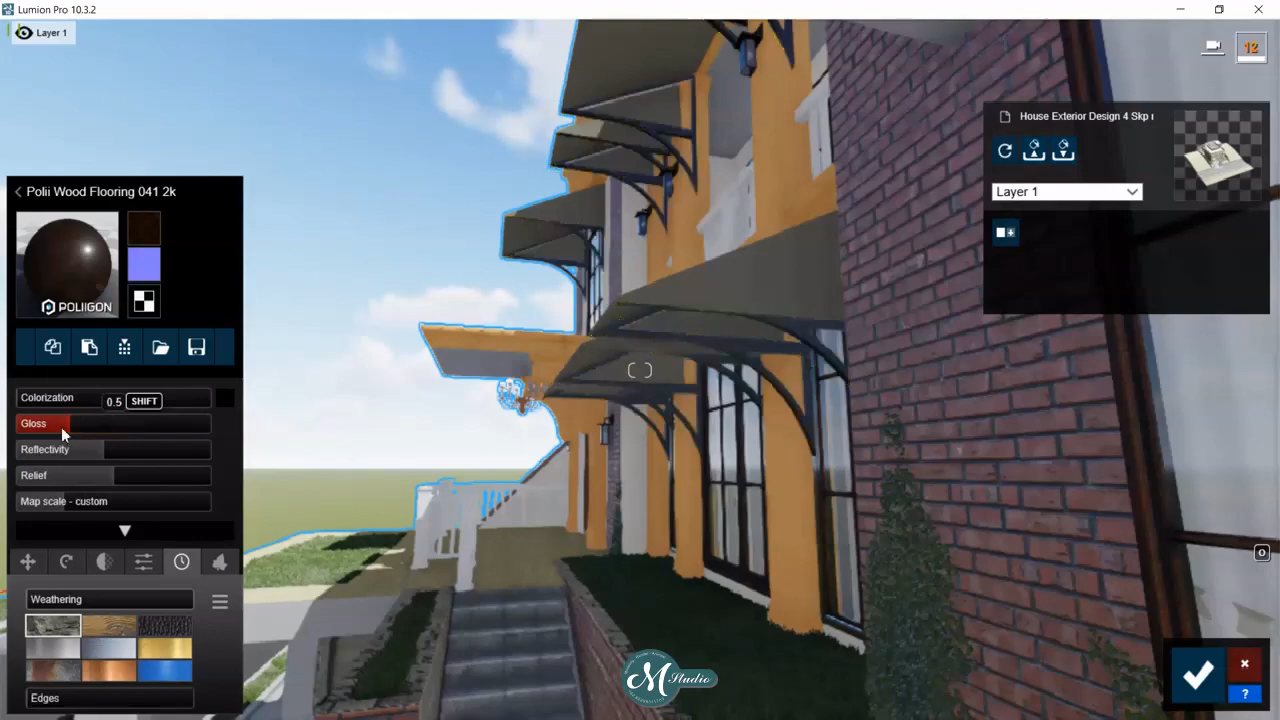 Lumion Pro 10.3.2
Layer 1
12
House Exterior Design 4 Skp
Layer 1
Polii Wood Flooring 041 2k
POLIIGON
Colorization
0.5 SHIFT
Gloss
Reflectivity
Relief
Map scale - custom
Weathering
Edges
M Studio
?